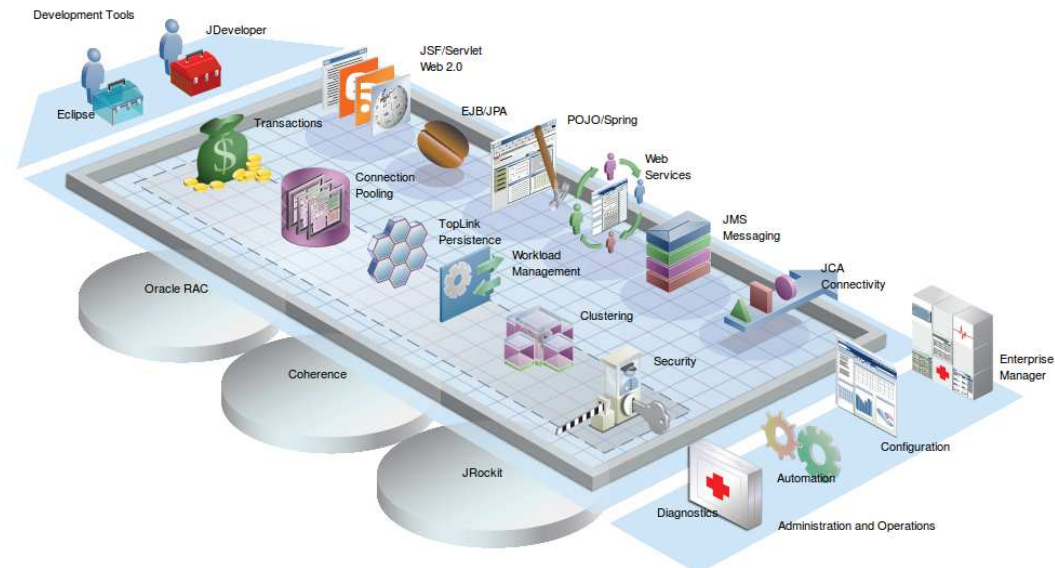 Development Tools
JDeveloper
Eclipse
JSF/Servlet
Web 2.0
Transactions
EJB/JPA
POJO/Spring
Connection
Pooling
Web
Services
TopLink
Persistence
JMS
Messaging
Workload
Management
JCA
Connectivity
Oracle RAC
Clustering
Security
Enterprise
Manager
Coherence
Configuration
JRockit
Automation
Diagnostics
Administration and Operations